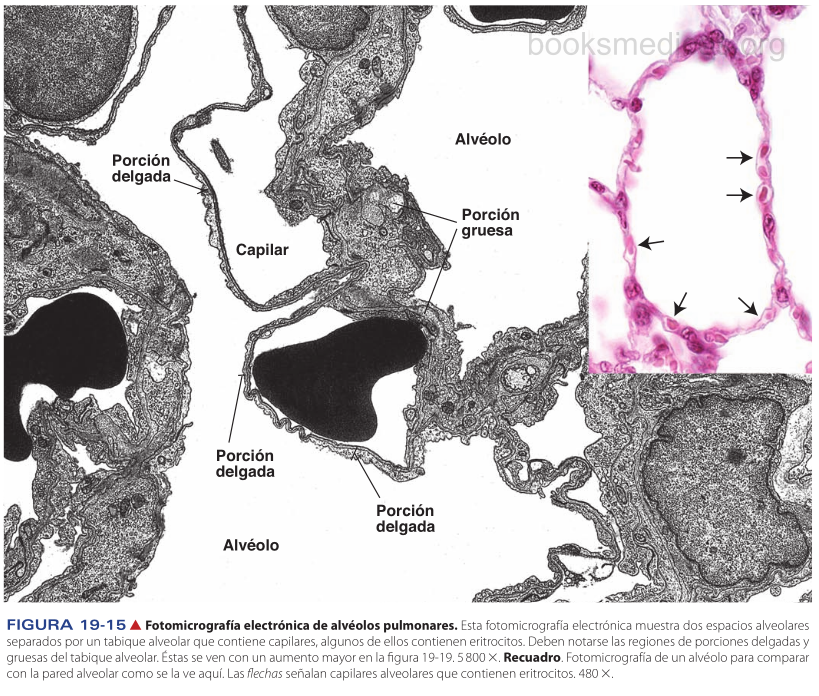 booksmedicos.org
Alvéolo
Porción
delgada
Porción
gruesa
Capilar
Porción
delgada
Porción
delgada
Alvéolo
FIGURA 19-15 ▲ Fotomicrografía electrónica de alvéolos pulmonares. Esta fotomicrografía electrónica muestra dos espacios alveolares
separados por un tabique alveolar que contiene capilares, algunos de ellos contienen eritrocitos. Deben notarse las regiones de porciones delgadas y
gruesas del tabique alveolar. Éstas se ven con un aumento mayor en la figura 19-19. 5 800 ×. Recuadro. Fotomicrografía de un alvéolo para comparar
con la pared alveolar como se la ve aquí. Las flechas señalan capilares alveolares que contienen eritrocitos. 480 ×.